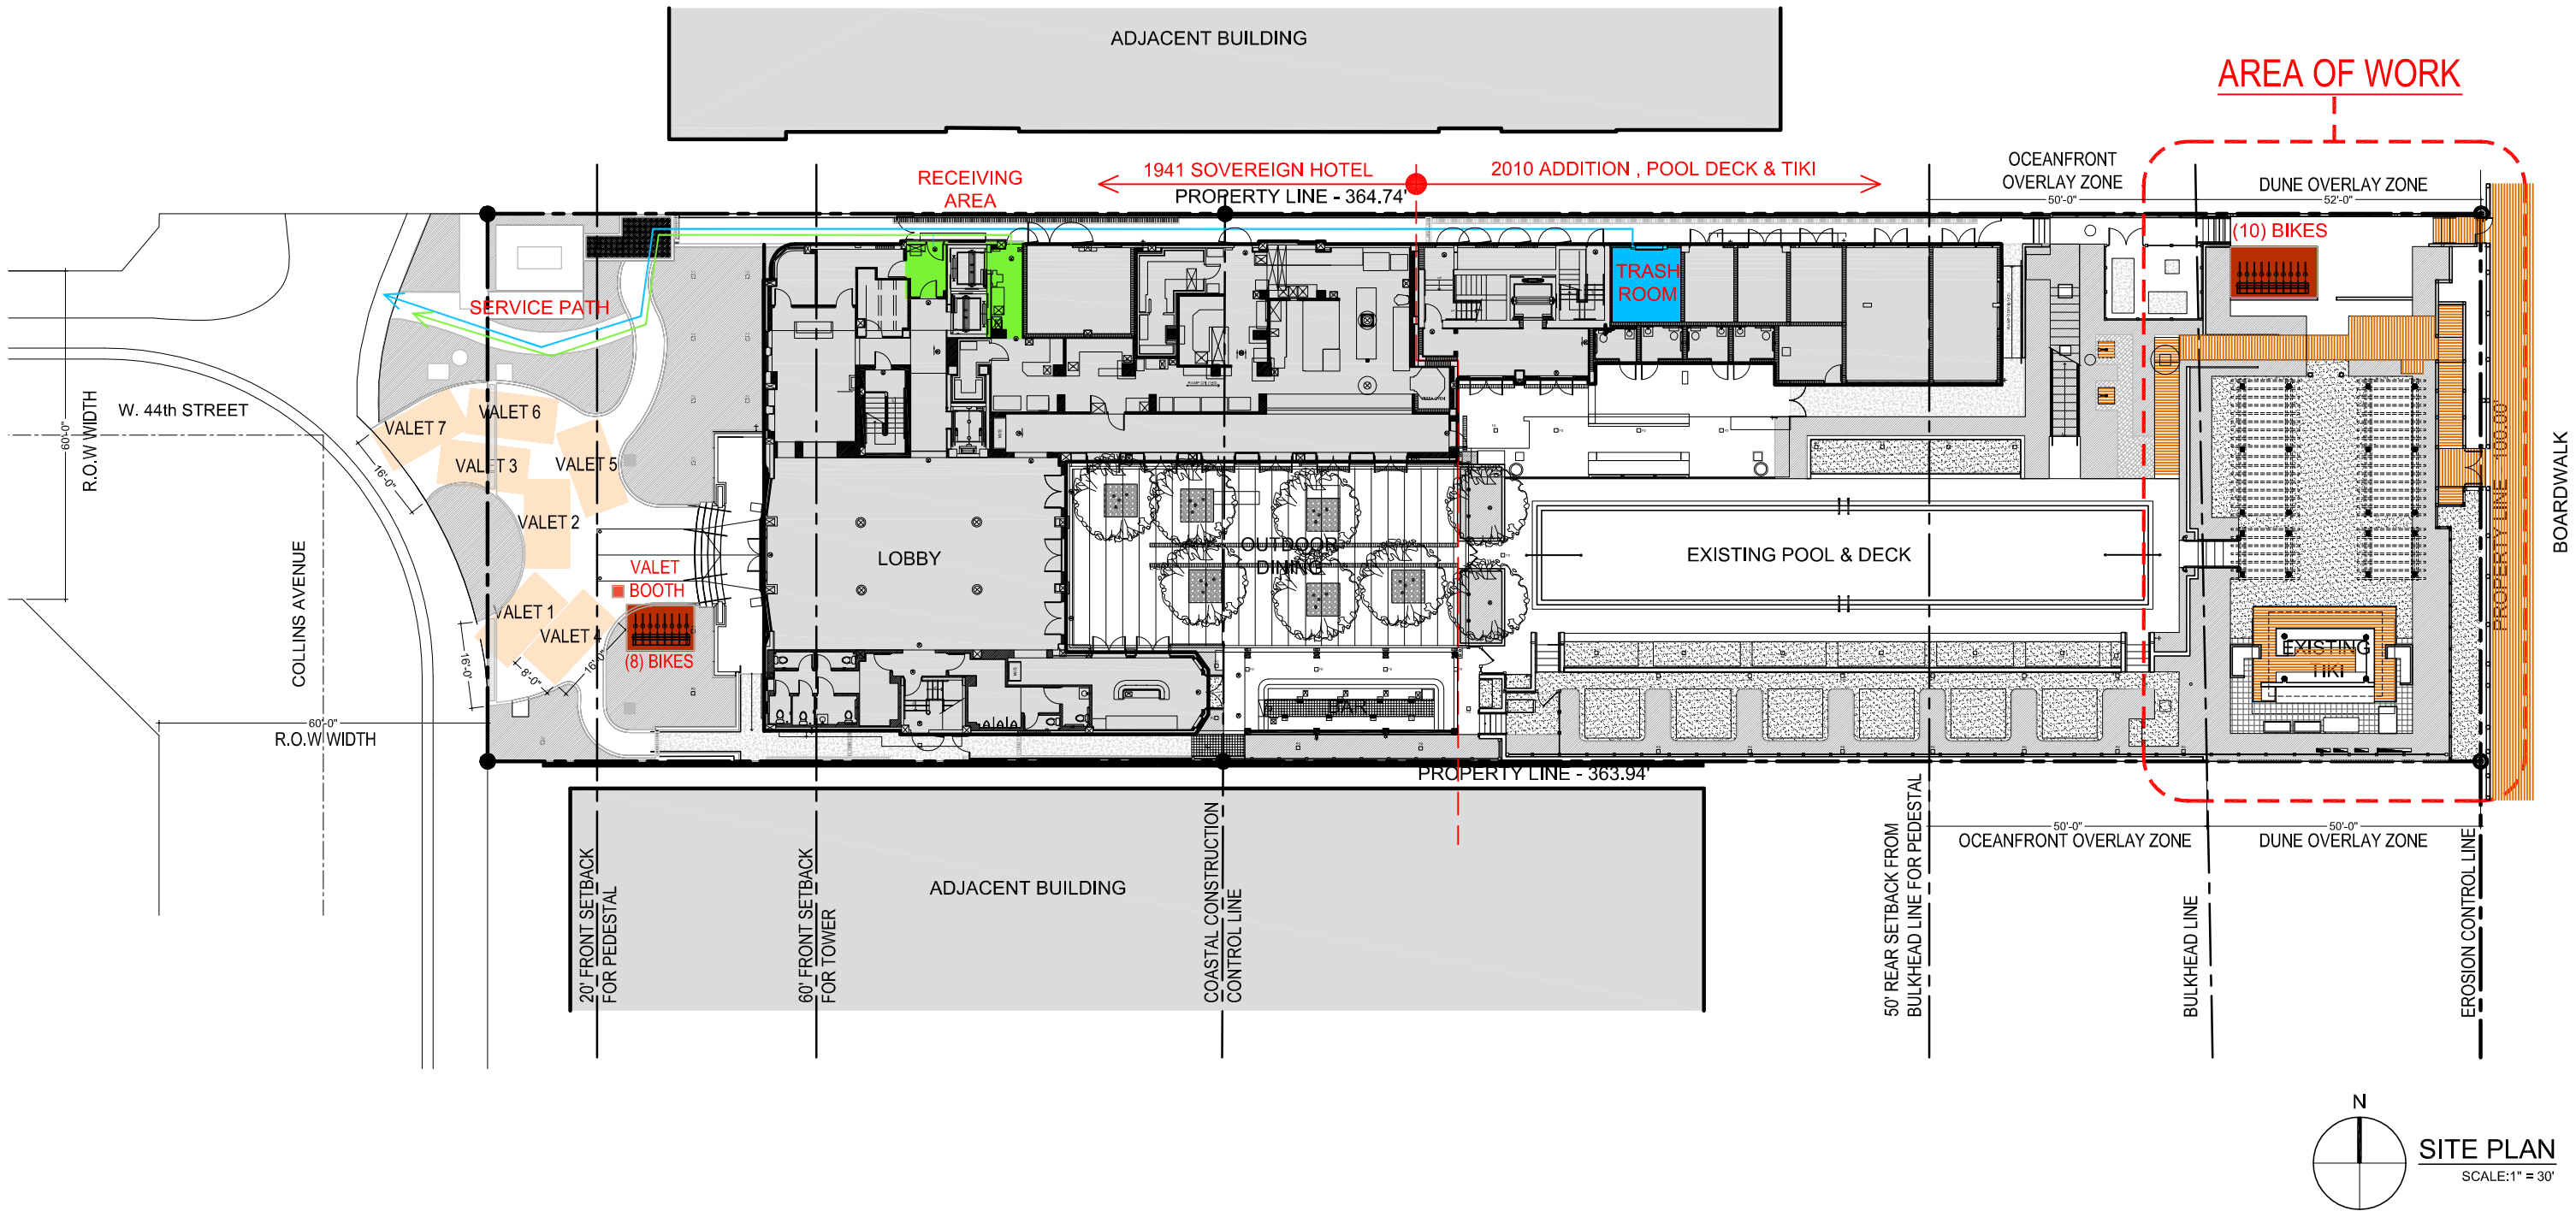 ADJACENT BUILDING
AREA OF WORK
RECEIVING
AREA
1941 SOVEREIGN HOTEL
2010 ADDITION , POOL DECK & TIKI
PROPERTY LINE - 364.74'
OCEANFRONT
OVERLAY ZONE
DUNE OVERLAY ZONE
50'-0"
52'-0"
(10) BIKES
TRASH
ROOM
SERVICE PATH
W. 44th STREET
60'-0"
R.O.W WIDTH
VALET 7
VALET 6
VALET 3
VALET 5
VALET 2
16'-0"
VALET
BOOTH
VALET 1
VALET 4
(8) BIKES
16'-0"
8'-0"
16'-0"
COLLINS AVENUE
60'-0"
R.O.W WIDTH
LOBBY
OUTDOOR
DINING
BAR
EXISTING POOL & DECK
EXISTING
TIKI
PROPERTY LINE - 100.00'
BOARDWALK
PROPERTY LINE - 363.94'
ADJACENT BUILDING
20' FRONT SETBACK
FOR PEDESTAL
60' FRONT SETBACK
FOR TOWER
COASTAL CONSTRUCTION
CONTROL LINE
50' REAR SETBACK FROM
BULKHEAD LINE FOR PEDESTAL
50'-0"
OCEANFRONT OVERLAY ZONE
50'-0"
DUNE OVERLAY ZONE
BULKHEAD LINE
EROSION CONTROL LINE
N
SITE PLAN
SCALE:1" = 30'